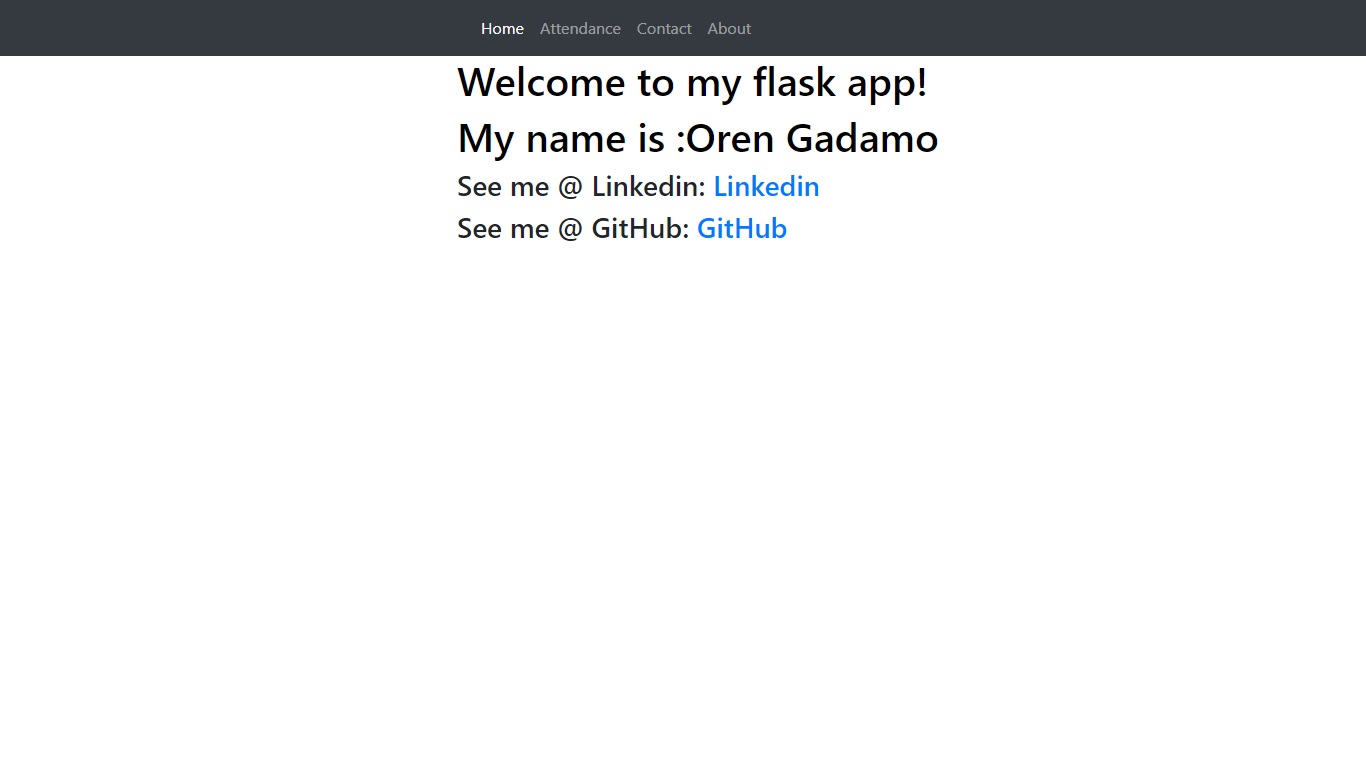 Home Attendance Contact About
Welcome to my flask app!
My name is :Oren Gadamo
See me @ Linkedin: Linkedin
See me @ GitHub: GitHub